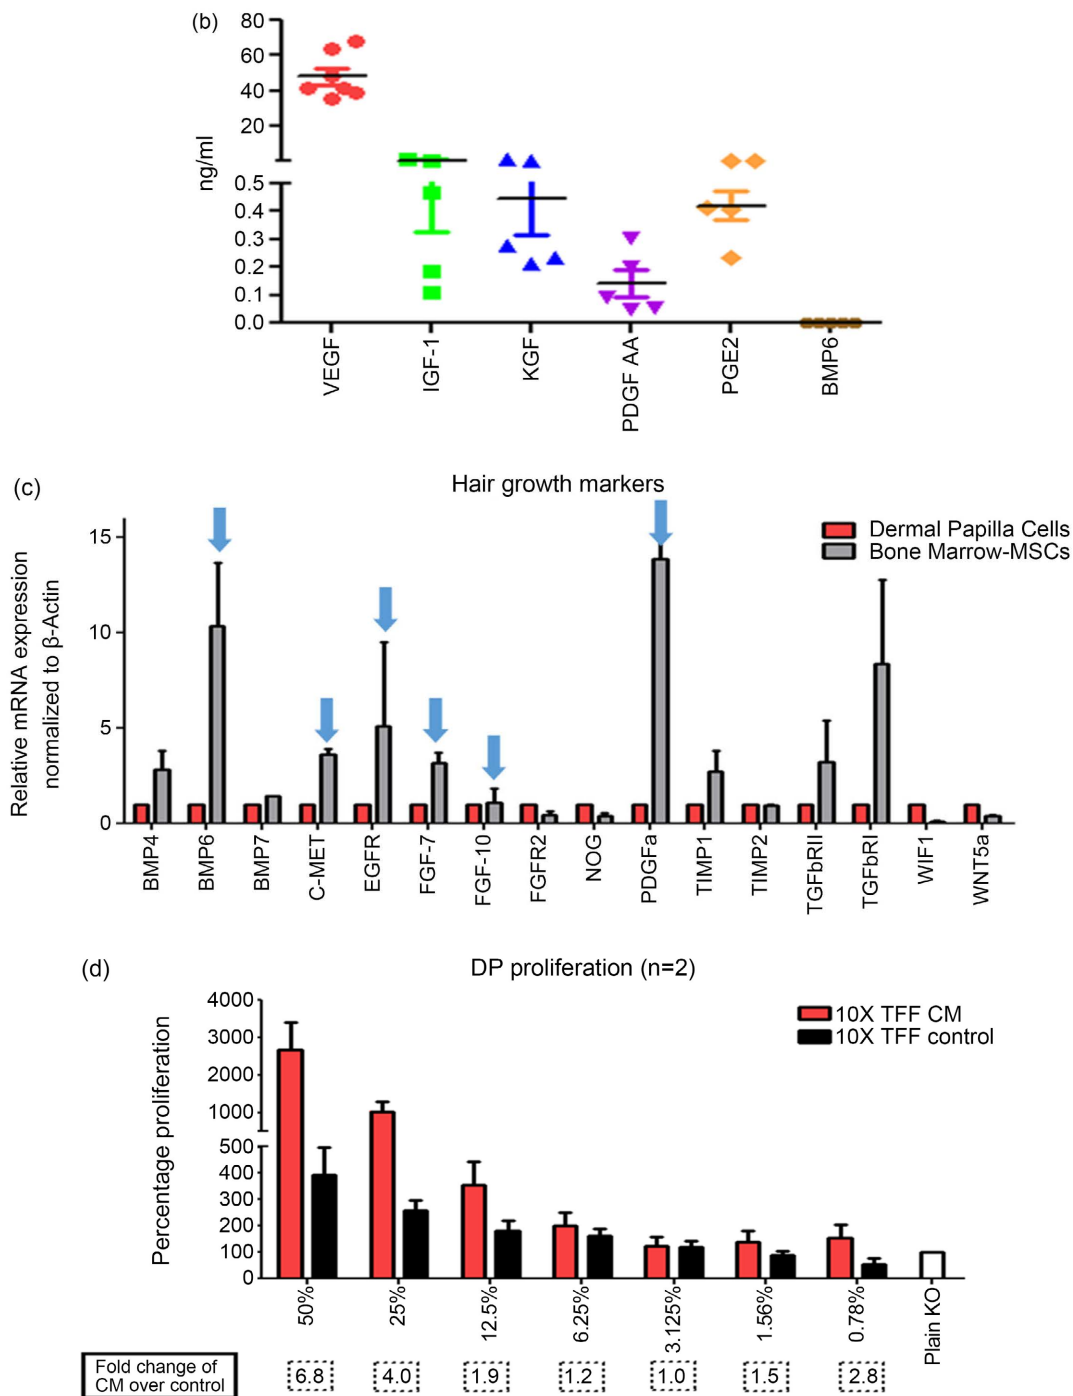 (b)
ng/ml
80
60
40
20
0.5
0.4
0.3
0.2
0.1
0.0
VEGF
IGF-1
KGF
PDGF AA
PGE2
BMP6
(c)
Hair growth markers
Dermal Papilla Cells
Bone Marrow-MSCs
Relative mRNA expression
normalized to β-Actin
15
10
5
0
BMP4
BMP6
BMP7
C-MET
EGFR
FGF-7
FGF-10
FGFR2
NOG
PDGFa
TIMP1
TIMP2
TGFbRII
TGFbRI
WIF1
WNT5a
(d)
DP proliferation (n=2)
10X TFF CM
10X TFF control
Percentage proliferation
4000
3000
2000
1000
500
400
300
200
100
0
50%
25%
12.5%
6.25%
3.125%
1.56%
0.78%
Plain KO
Fold change of
CM over control
6.8
4.0
1.9
1.2
1.0
1.5
2.8